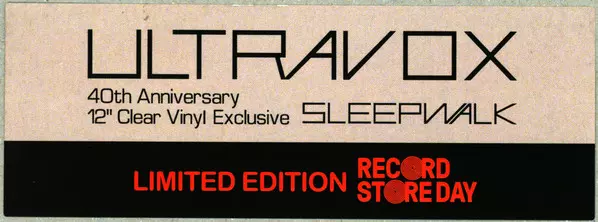 ULTRAVOX
40th Anniversary
12" Clear Vinyl Exclusive SLEEPWALK
LIMITED EDITION RECORD STORE DAY